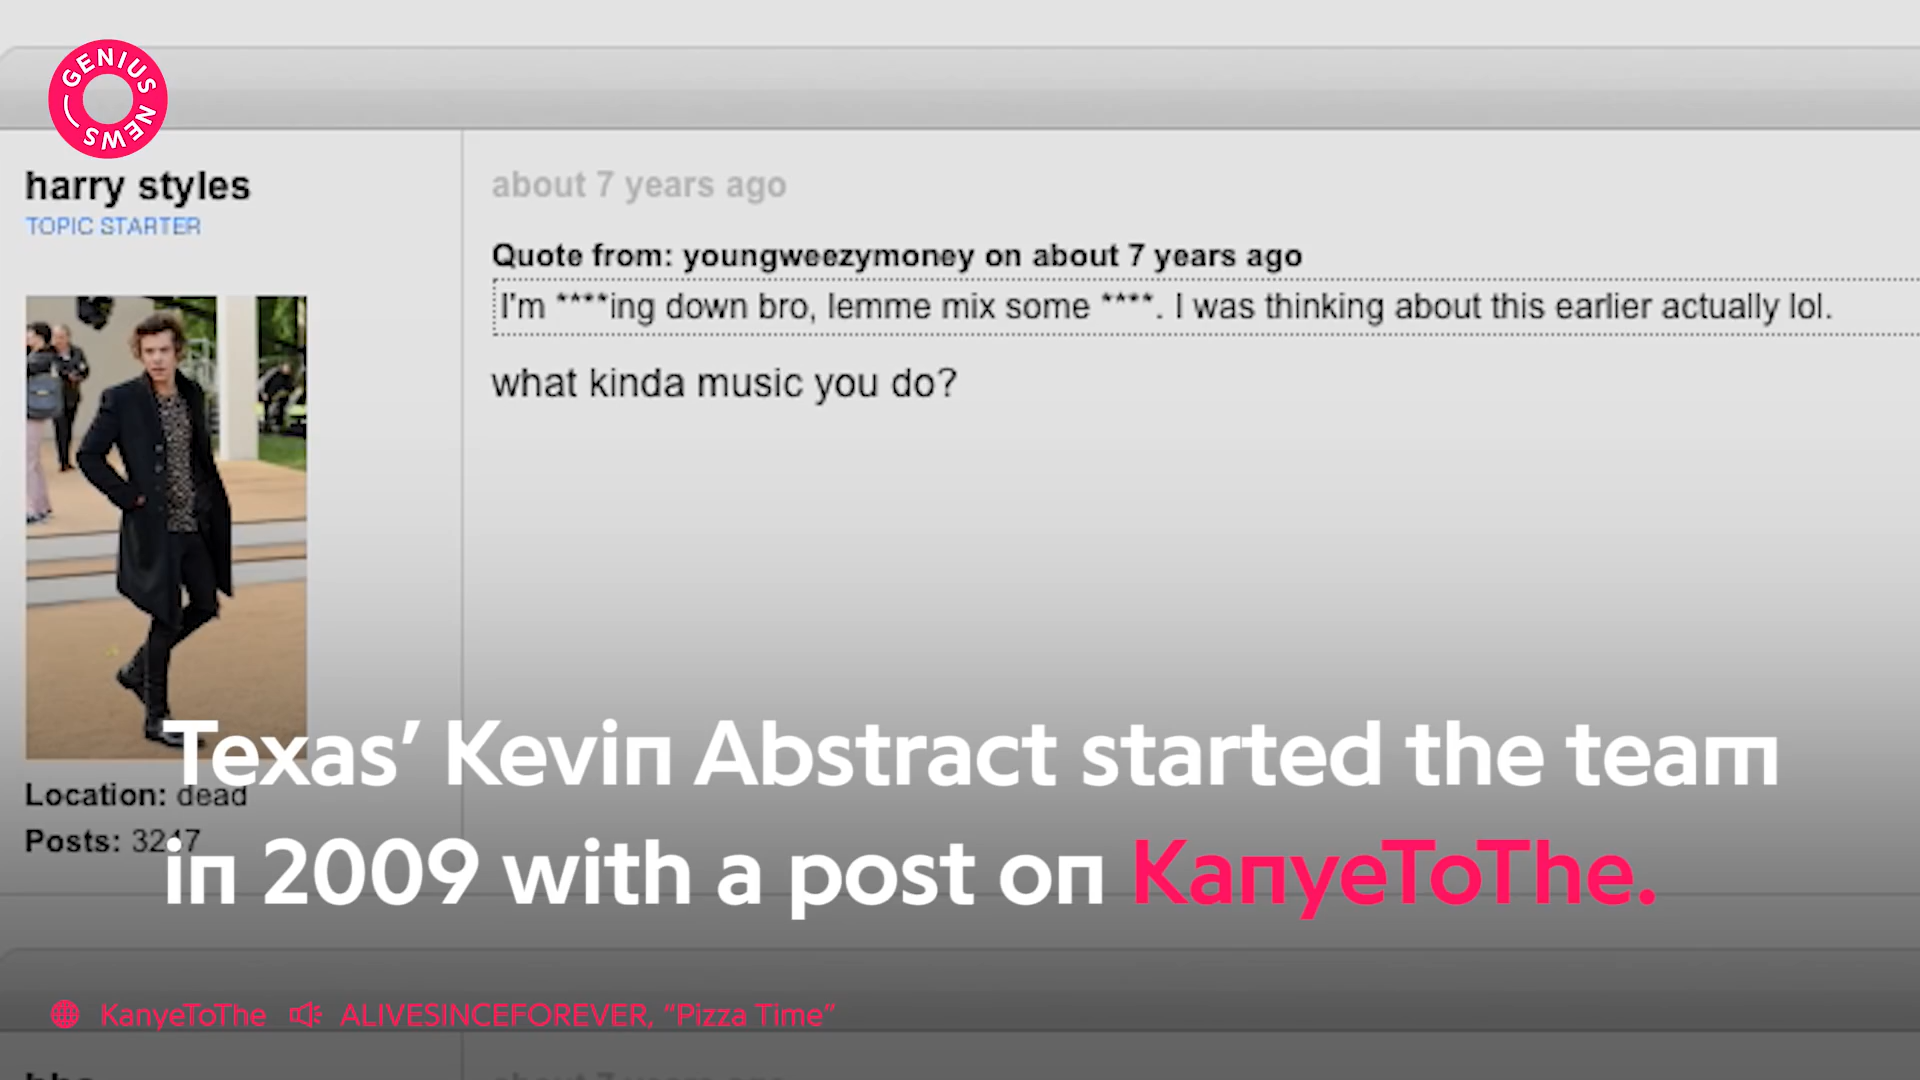 GENIUS NEWS
harry styles
TOPIC STARTER
about 7 years ago
Quote from: youngweezymoney on about 7 years ago
I'm ****ing down bro, lemme mix some ****. I was thinking about this earlier actually lol.
what kinda music you do?
Texas’ Kevin Abstract started the team
in 2009 with a post on KanyeToThe.
Location: dead
Posts: 3247
KanyeToThe ALIVESINCEFOREVER, “Pizza Time”